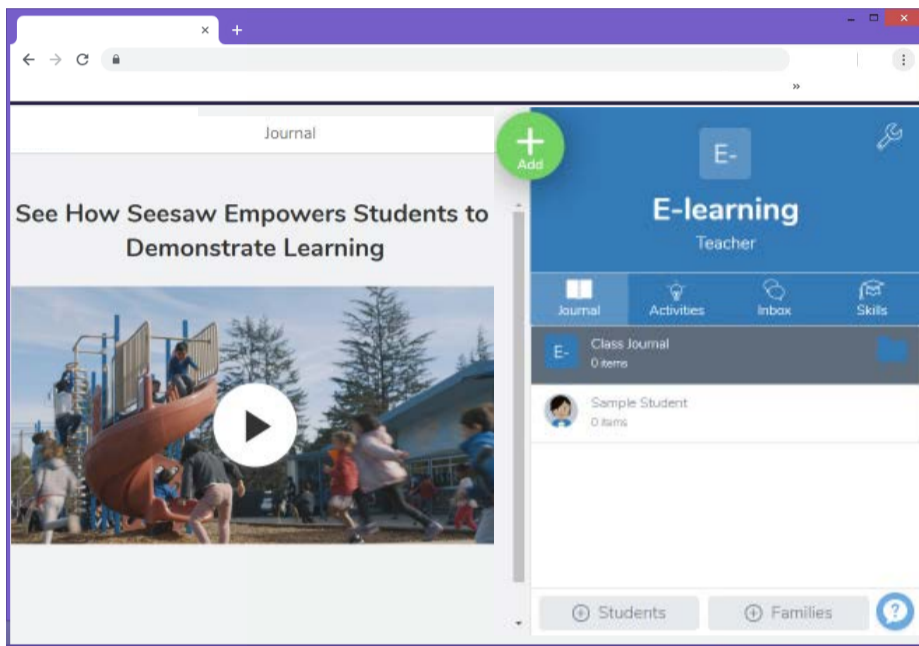 Journal
See How Seesaw Empowers Students to
Demonstrate Learning
Add
E-
E-learning
Teacher
Journal
Activities
Inbox
Skills
E-
Class Journal
0 items
Sample Student
0 items
Students
Families
?